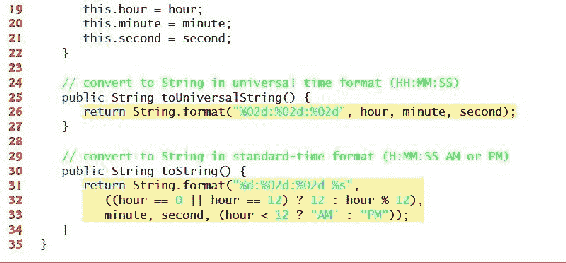 19 this.hour = hour;
20 this.minute = minute;
21 this.second = second;
22 }
23
24 // convert to String in universal-time format (HH:MM:SS)
25 public String toUniversalString() {
26 return String.format("%02d:%02d:%02d", hour, minute, second);
27 }
28
29 // convert to String in standard-time format (H:MM:SS AM or PM)
30 public String toString() {
31 return String.format("%d:%02d:%02d %s",
32 ((hour == 0 || hour == 12) ? 12 : hour % 12),
33 minute, second, (hour < 12 ? "AM" : "PM"));
34 }
35 }